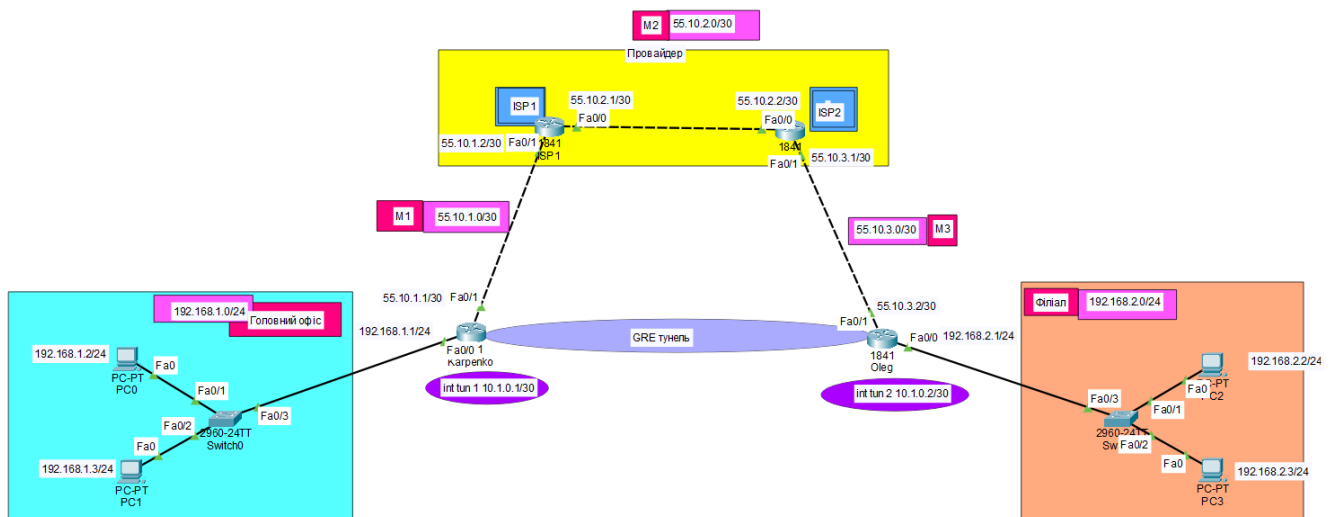 M2
55.10.2.0/30
Провайдер
ISP1
55.10.2.1/30
Fa0/0
55.10.2.2/30
Fa0/0
ISP2
55.10.1.2/30
Fa0/1
1841
ISP1
1841
Fa0/1
55.10.3.1/30
M1
55.10.1.0/30
55.10.3.0/30
M3
55.10.1.1/30
Fa0/1
55.10.3.2/30
Fa0/1
192.168.1.0/24
Головний офіс
192.168.1.1/24
Fa0/0
1
Karpenko
GRE тунель
Fa0/0
192.168.2.1/24
1841
Oleg
Філіал
192.168.2.0/24
int tun 1 10.1.0.1/30
int tun 2 10.1.0.2/30
192.168.1.2/24
Fa0
PC-PT
PC0
Fa0/1
Fa0/3
Fa0/2
2960-24TT
Switch0
Fa0
192.168.1.3/24
PC-PT
PC1
192.168.2.2/24
PC-PT
PC2
Fa0
Fa0/3
Fa0/1
2960-24TT
Sw
Fa0/2
Fa0
192.168.2.3/24
PC-PT
PC3